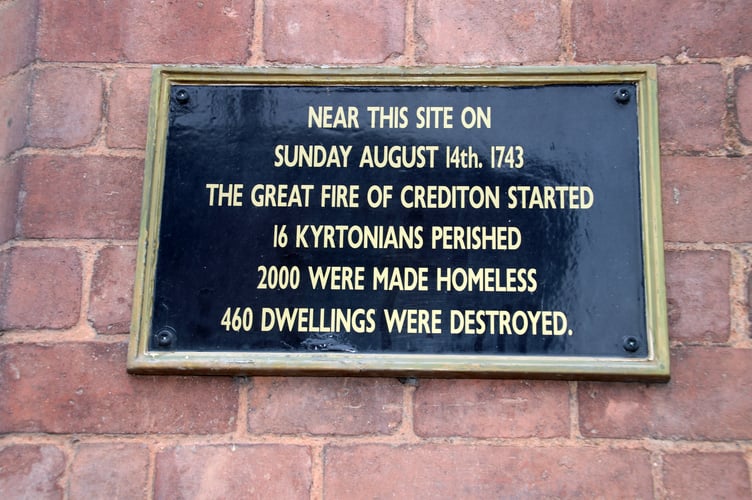 NEAR THIS SITE ON
SUNDAY AUGUST 14th. 1743
THE GREAT FIRE OF CREDITON STARTED
16 KYRTONIANS PERISHED
2000 WERE MADE HOMELESS
460 DWELLINGS WERE DESTROYED.